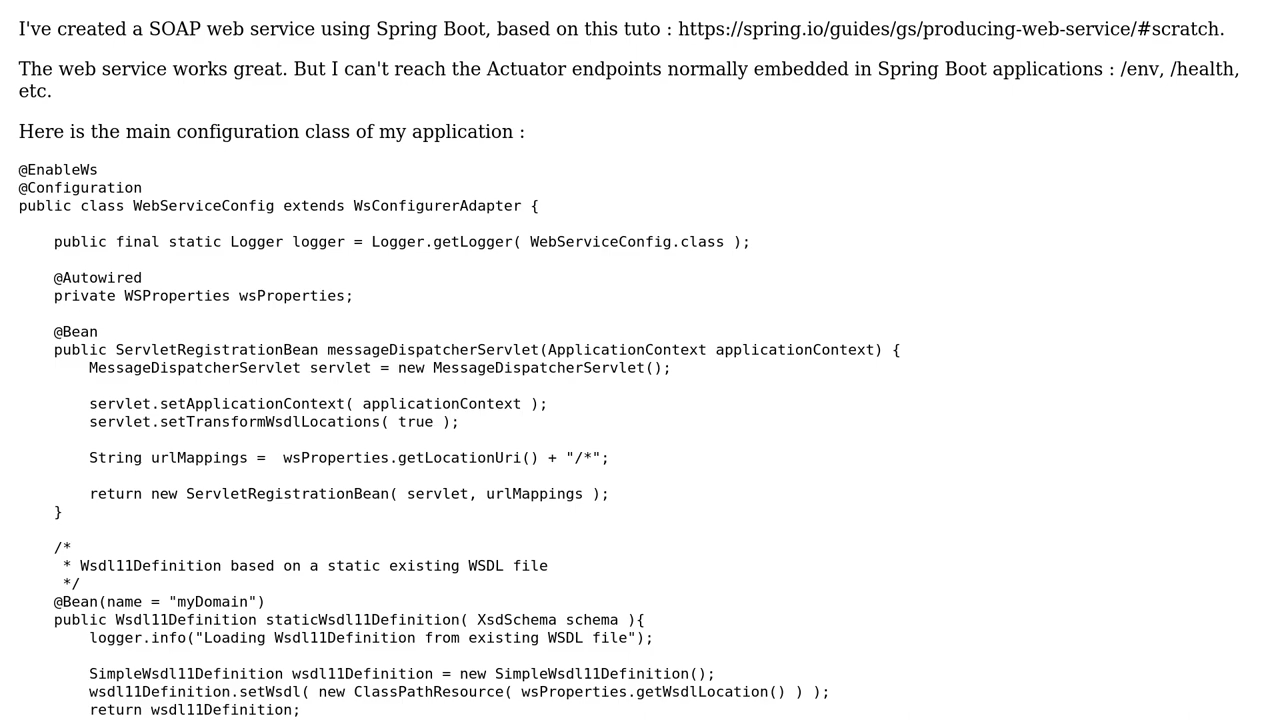 I've created a SOAP web service using Spring Boot, based on this tuto : https://spring.io/guides/gs/producing-web-service/#scratch.
The web service works great. But I can't reach the Actuator endpoints normally embedded in Spring Boot applications : /env, /health,
etc.
Here is the main configuration class of my application :
@EnableWs
@Configuration
public class WebServiceConfig extends WsConfigurerAdapter {
    public final static Logger logger = Logger.getLogger( WebServiceConfig.class );
    @Autowired
    private WSProperties wsProperties;
    @Bean
    public ServletRegistrationBean messageDispatcherServlet(ApplicationContext applicationContext) {
        MessageDispatcherServlet servlet = new MessageDispatcherServlet();
        servlet.setApplicationContext( applicationContext );
        servlet.setTransformWsdlLocations( true );
        String urlMappings =  wsProperties.getLocationUri() + "/*";
        return new ServletRegistrationBean( servlet, urlMappings );
    }
    /*
     * Wsdl11Definition based on a static existing WSDL file
     */
    @Bean(name = "myDomain")
    public Wsdl11Definition staticWsdl11Definition( XsdSchema schema ){
        logger.info("Loading Wsdl11Definition from existing WSDL file");
        SimpleWsdl11Definition wsdl11Definition = new SimpleWsdl11Definition();
        wsdl11Definition.setWsdl( new ClassPathResource( wsProperties.getWsdlLocation() ) );
        return wsdl11Definition;